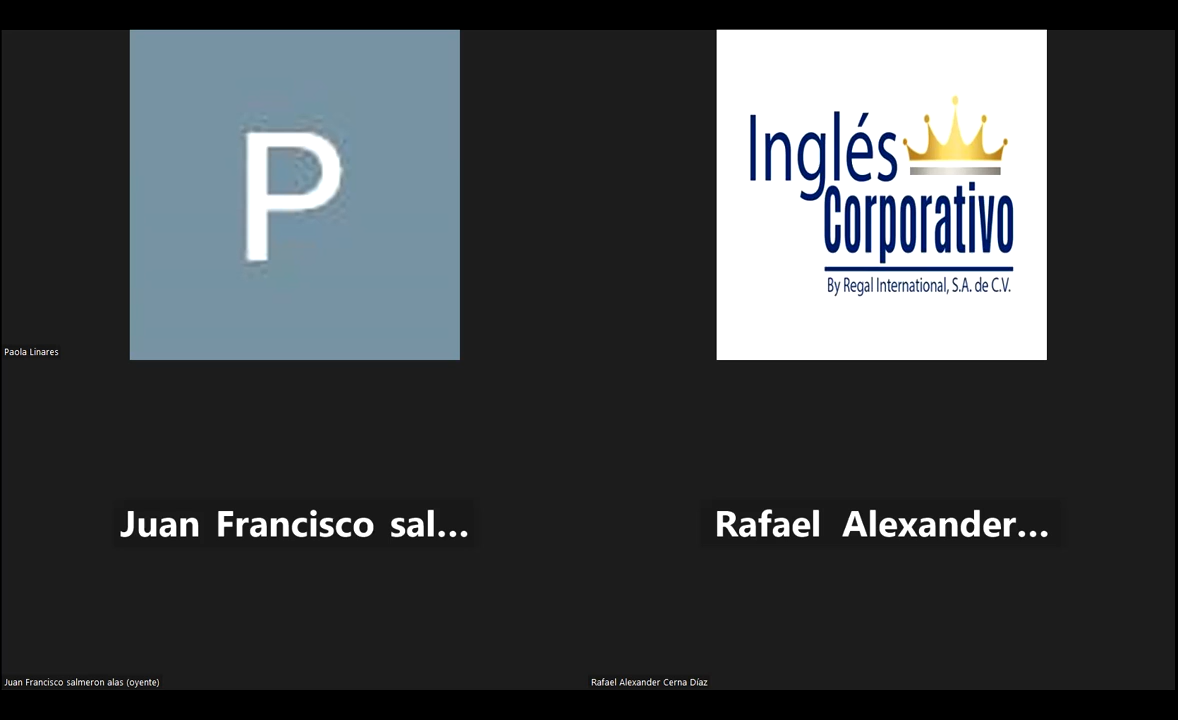 P
Inglés
Corporativo
By Regal International, S.A. de C.V.
Paola Linares
Juan Francisco sal...
Rafael Alexander...
Juan Francisco salmeron alas (oyente)
Rafael Alexander Cerna Díaz